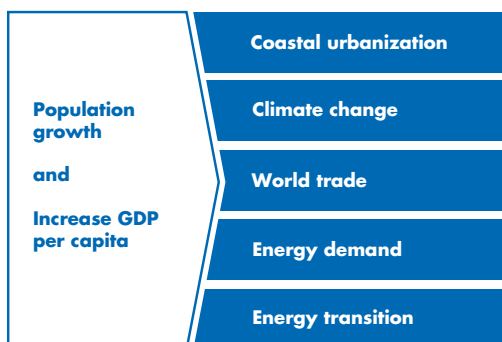 Population
growth
and
Increase GDP
per capita
Coastal urbanization
Climate change
World trade
Energy demand
Energy transition